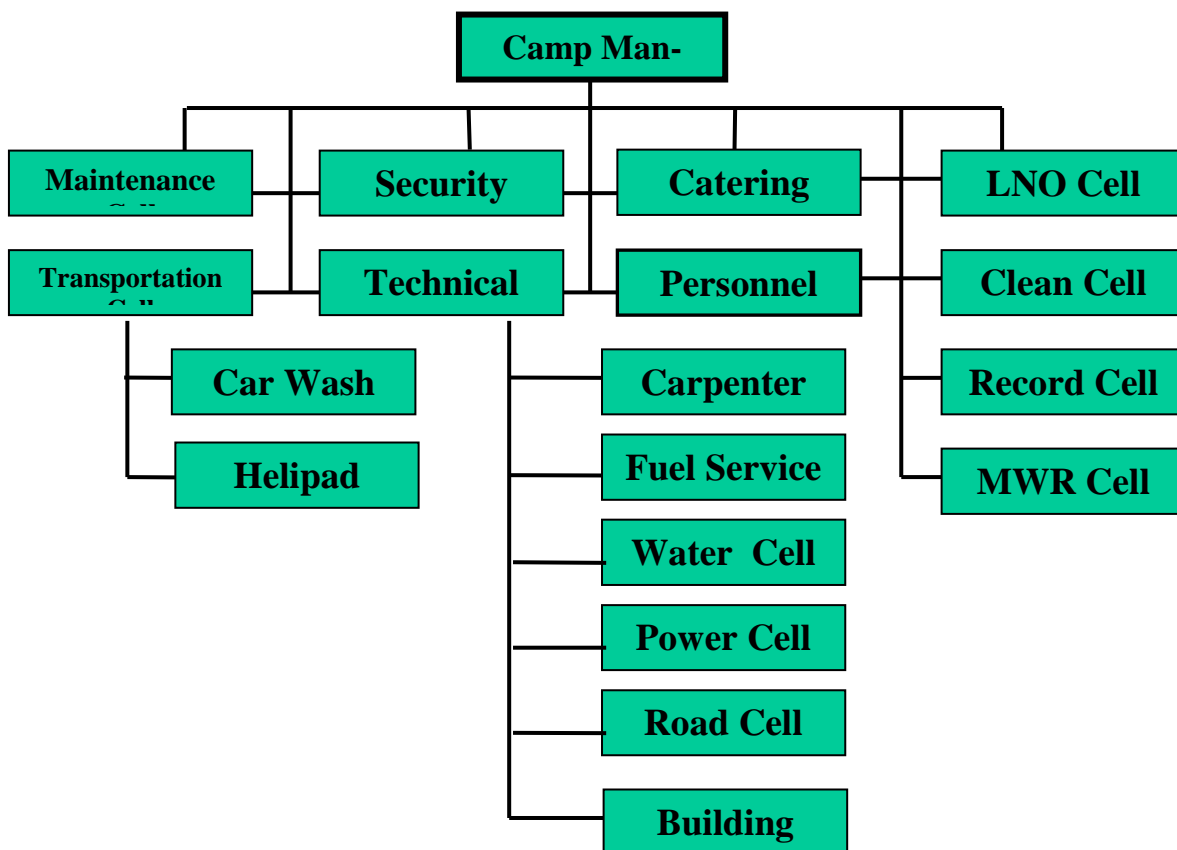 Camp Man-
Maintenance
Security
Catering
LNO Cell
Transportation
Technical
Personnel
Clean Cell
Car Wash
Carpenter
Record Cell
Helipad
Fuel Service
MWR Cell
Water Cell
Power Cell
Road Cell
Building